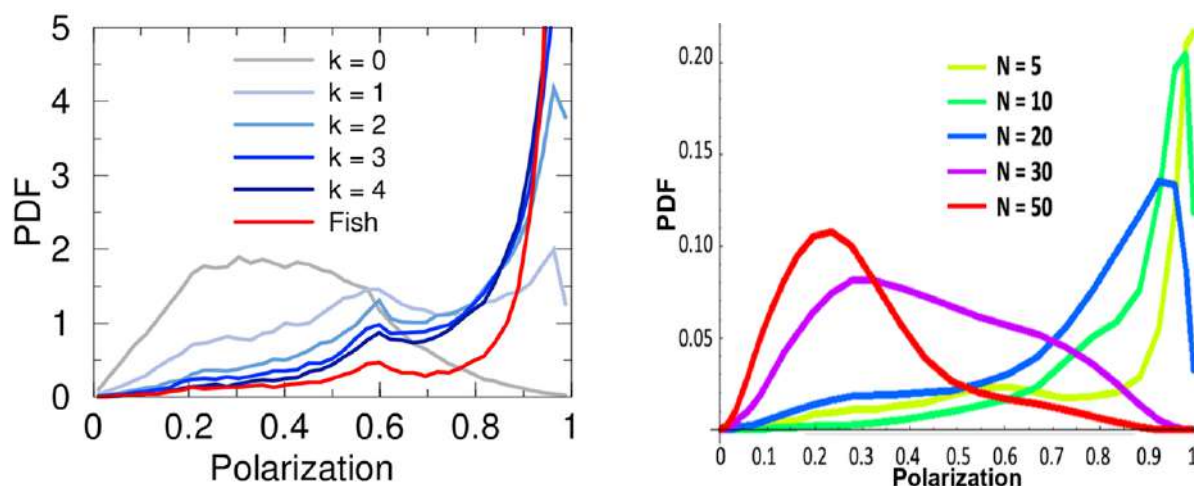 PDF
5
4
3
2
1
0
k = 0
k = 1
k = 2
k = 3
k = 4
Fish
0 0.2 0.4 0.6 0.8 1
Polarization
PDF
0.20
0.15
0.10
0.05
N = 5
N = 10
N = 20
N = 30
N = 50
0 0.1 0.2 0.3 0.4 0.5 0.6 0.7 0.8 0.9 1
Polarization